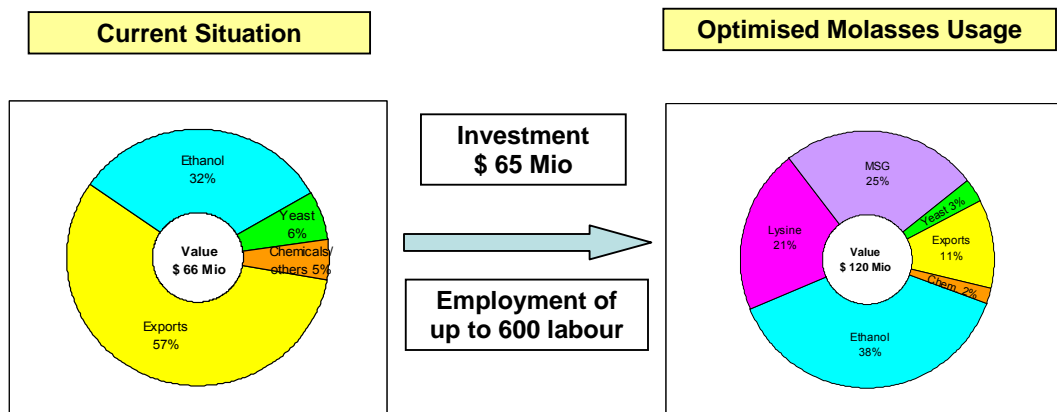 Current Situation
Optimised Molasses Usage
Ethanol
32%
Yeast
6%
Chemicals/
others 5%
Value
$ 66 Mio
Exports
57%
Investment
$ 65 Mio
Employment of
up to 600 labour
MSG
25%
Yeast 3%
Lysine
21%
Exports
11%
Value
$ 120 Mio
Chem. 2%
Ethanol
38%